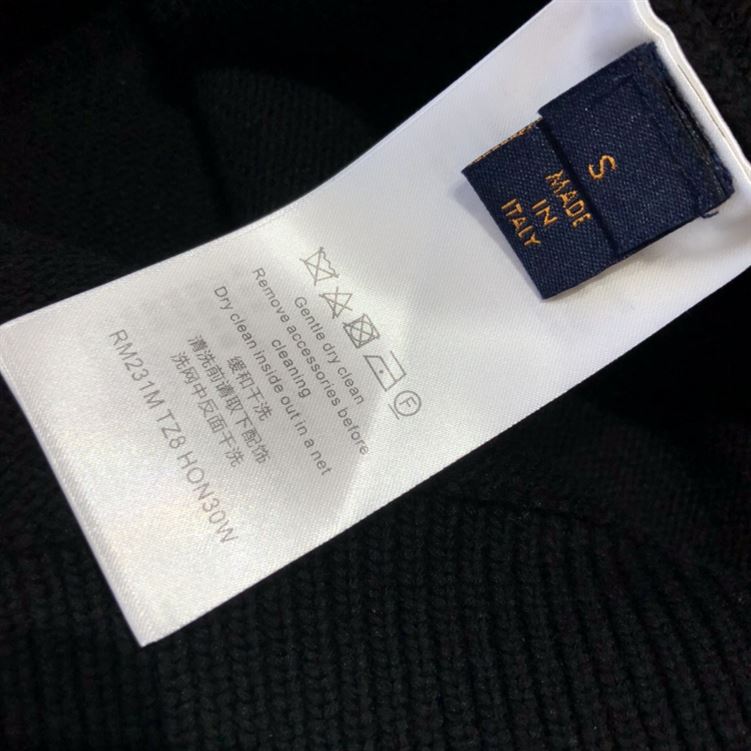 S
MADE
IN
ITALY
F
Gentle dry clean
Remove accessories before
cleaning
Dry clean inside out in a net
缓和干洗
清洗前请取下配饰
洗网中反面干洗
RM231M TZ8 HON30W